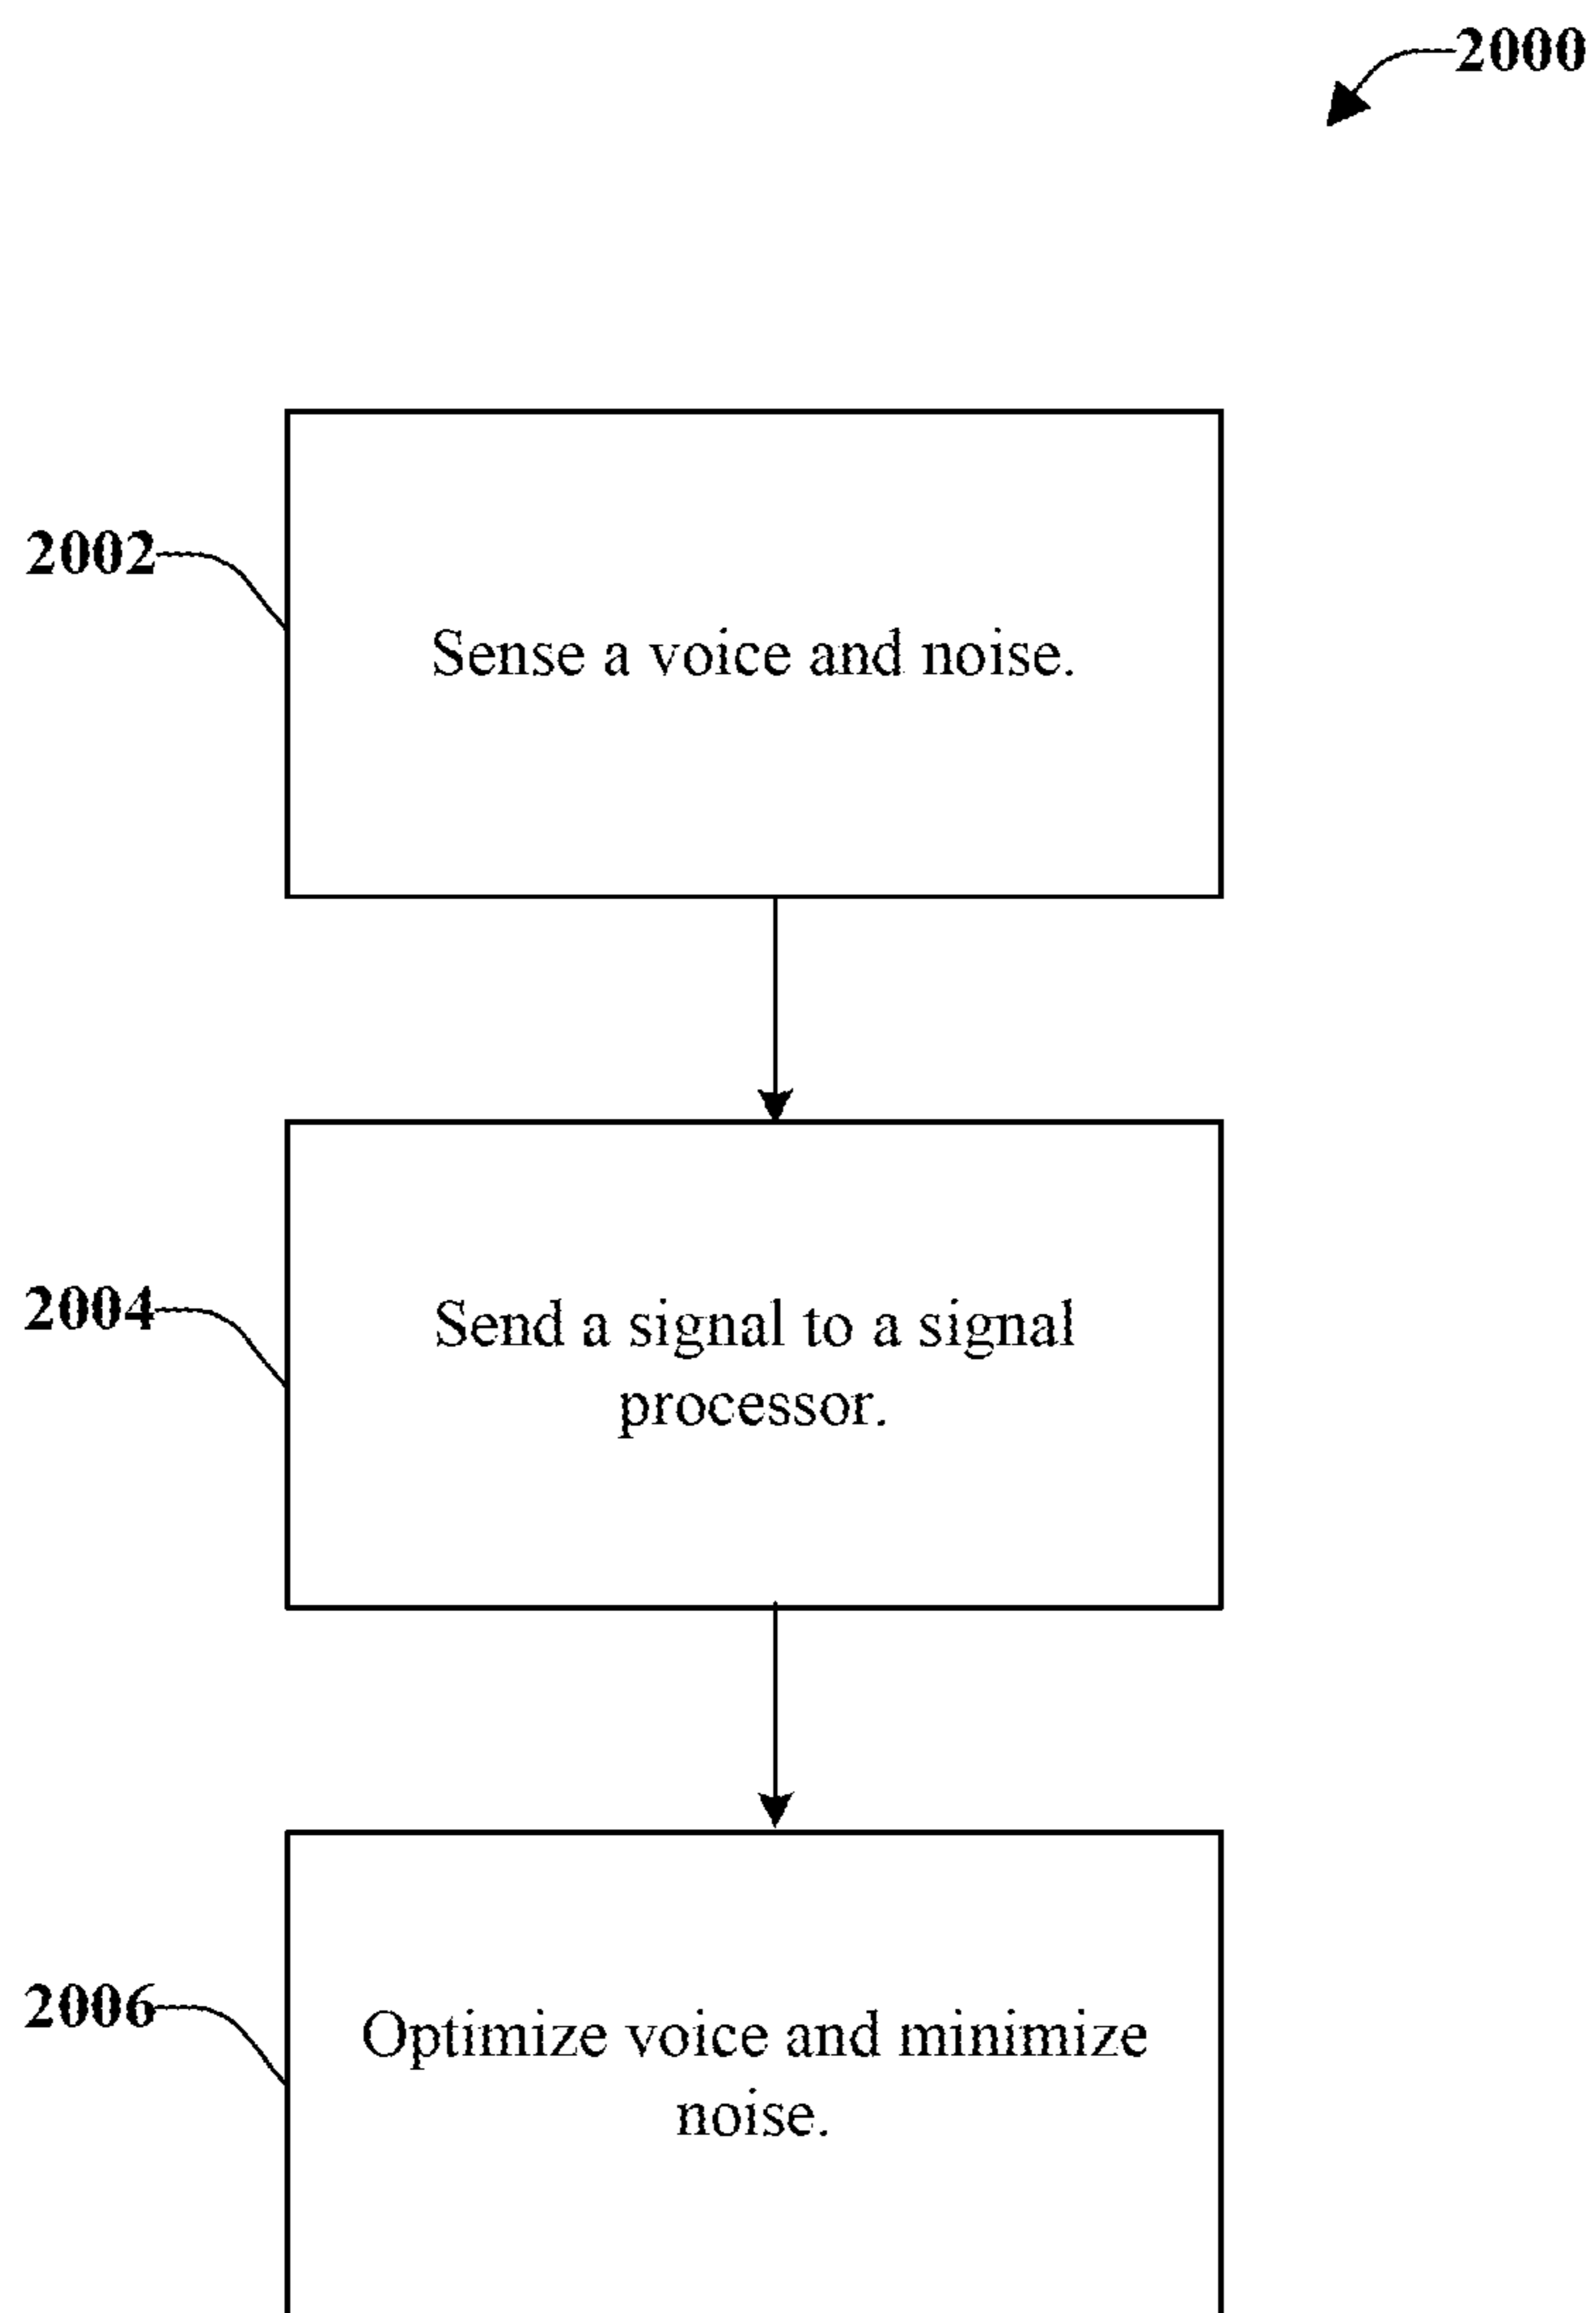 2000
2002
Sense a voice and noise.
2004
Send a signal to a signal
processor.
2006
Optimize voice and minimize
noise.